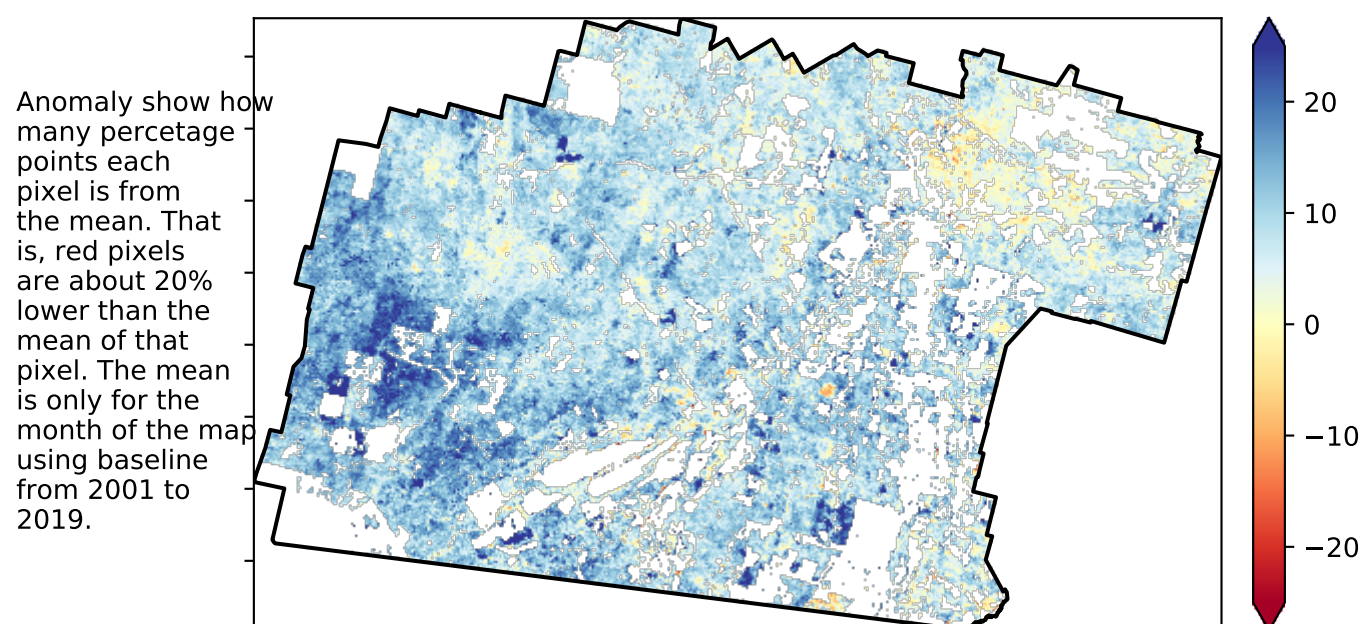 Anomaly show how
many percetage
points each
pixel is from
the mean. That
is, red pixels
are about 20%
lower than the
mean of that
pixel. The mean
is only for the
month of the map
using baseline
from 2001 to
2019.
20
10
0
−10
−20